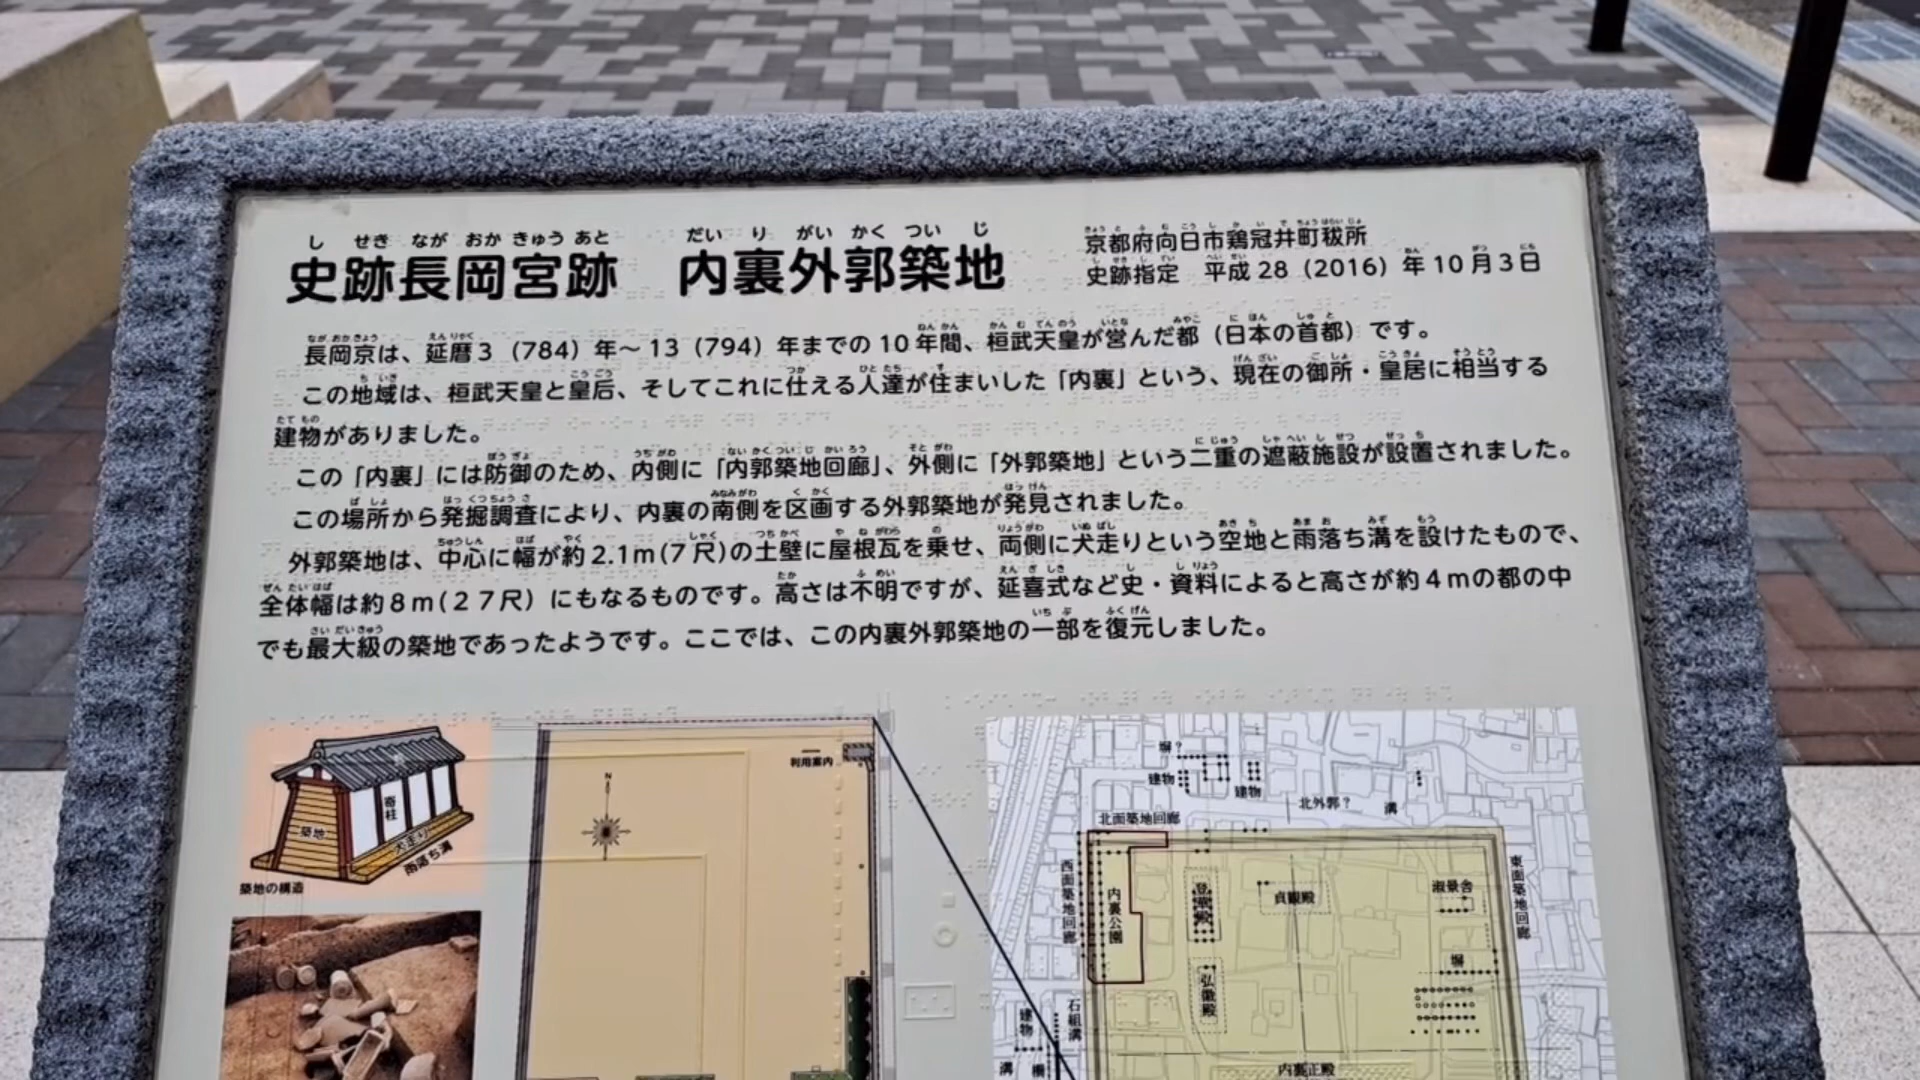 史跡長岡宮跡 内裏外郭築地
京都府向日市鶏冠井町秡所
史跡指定 平成28(2016)年10月3日
長岡京は、延暦3(784)年～13(794)年までの10年間、桓武天皇が営んだ都(日本の首都)です。
この地域は、桓武天皇と皇后、そしてこれに仕える人達が住まいした「内裏」という、現在の御所・皇居に相当する
建物がありました。
この「内裏」には防御のため、内側に「内郭築地回廊」、外側に「外郭築地」という二重の遮蔽施設が設置されました。
この場所から発掘調査により、内裏の南側を区画する外郭築地が発見されました。
外郭築地は、中心に幅が約2.1m(7尺)の土壁に屋根瓦を乗せ、両側に犬走りという空地と雨落ち溝を設けたもので、
全体幅は約8m(27尺)にもなるものです。高さは不明ですが、延喜式など史・資料によると高さが約4mの都の中
でも最大級の築地であったようです。ここでは、この内裏外郭築地の一部を復元しました。
寄柱
築地
犬走り
雨落ち溝
築地の構造
利用案内
N
塀?
建物
建物
北外郭?
溝
北面築地回廊
西面築地回廊
内裏公園
登華殿
貞観殿
淑景舎
東面築地回廊
塀
弘徽殿
建物
石組溝
溝
柵
内裏正殿